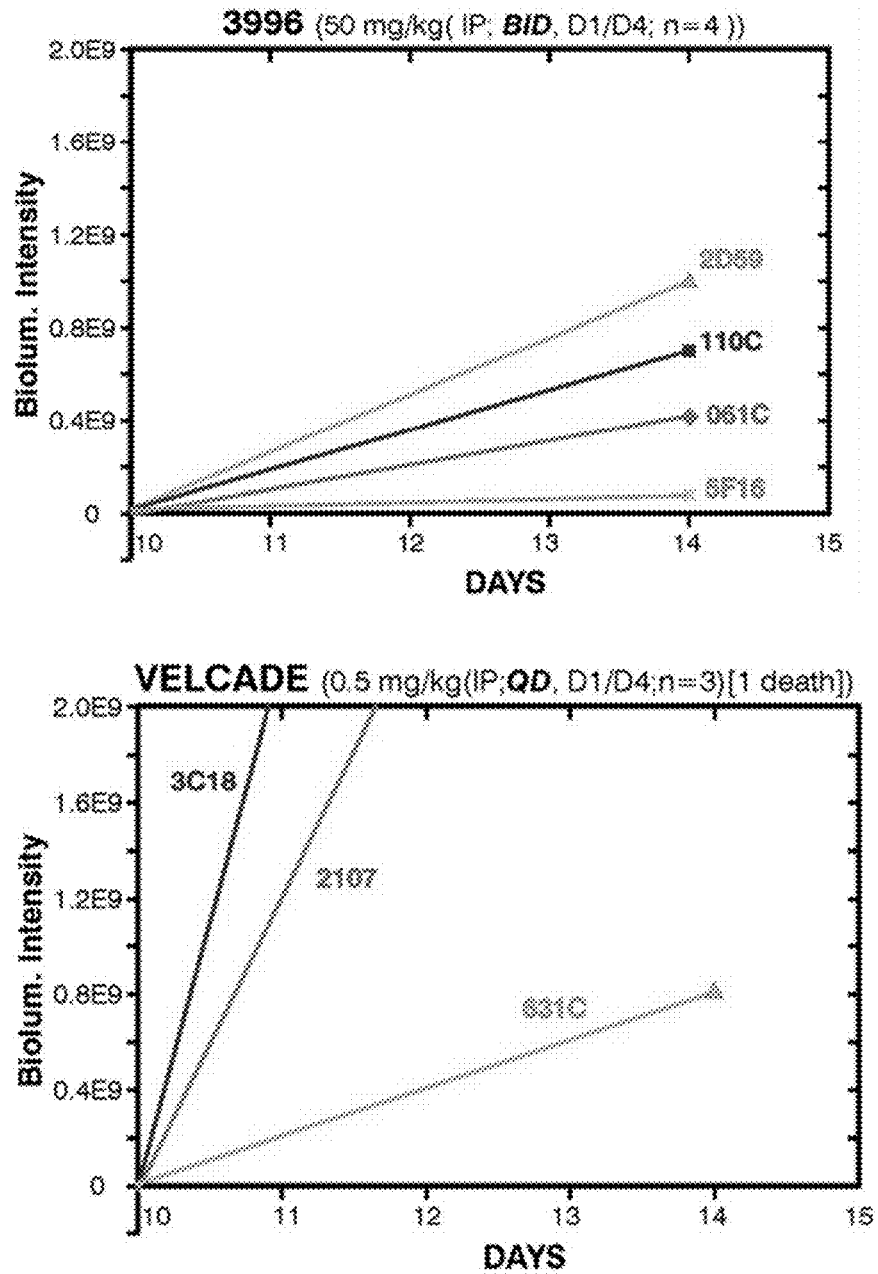 3996 (50 mg/kg( IP; BID, D1/D4; n=4 ))
2.0E9
1.6E9
1.2E9
0.8E9
0.4E9
0
Biolum. Intensity
2D59
110C
061C
5F16
10 11 12 13 14 15
DAYS
VELCADE (0.5 mg/kg(IP;QD, D1/D4;n=3)[1 death])
2.0E9
1.6E9
1.2E9
0.8E9
0.4E9
0
Biolum. Intensity
3C18
2107
631C
10 11 12 13 14 15
DAYS